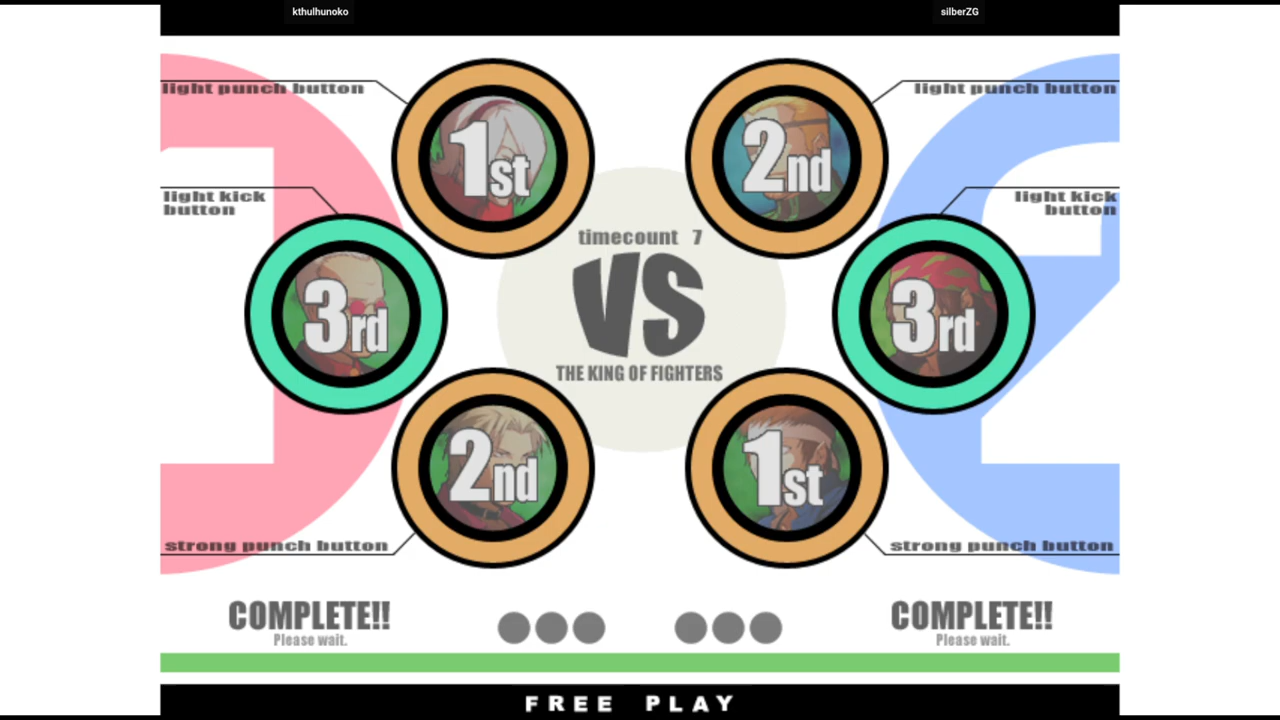 kthulhunoko
silberZG
light punch button
light punch button
1st
2nd
light kick
button
light kick
button
timecount 7
VS
THE KING OF FIGHTERS
3rd
3rd
2nd
1st
strong punch button
strong punch button
COMPLETE!!
Please wait.
COMPLETE!!
Please wait.
FREE PLAY